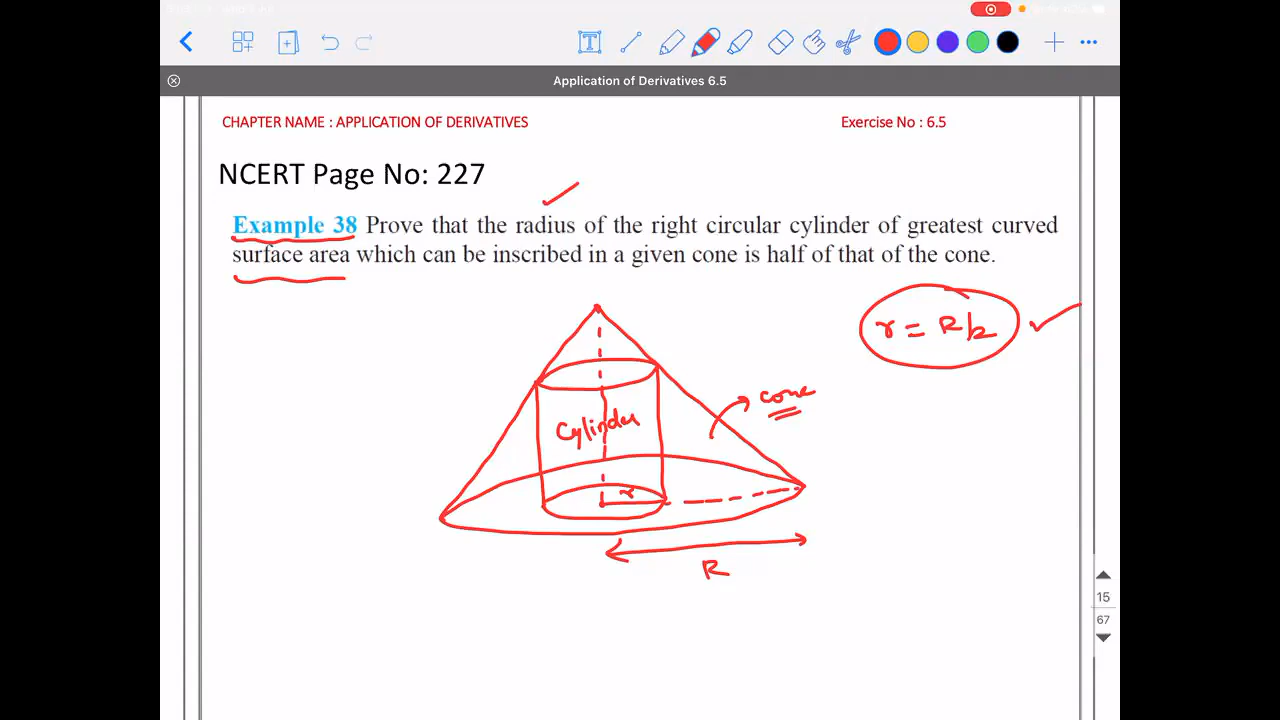 Application of Derivatives 6.5
CHAPTER NAME : APPLICATION OF DERIVATIVES
Exercise No : 6.5
NCERT Page No: 227
Example 38 Prove that the radius of the right circular cylinder of greatest curved
surface area which can be inscribed in a given cone is half of that of the cone.
r = R/2
cone
Cylinder
r
R
15
67